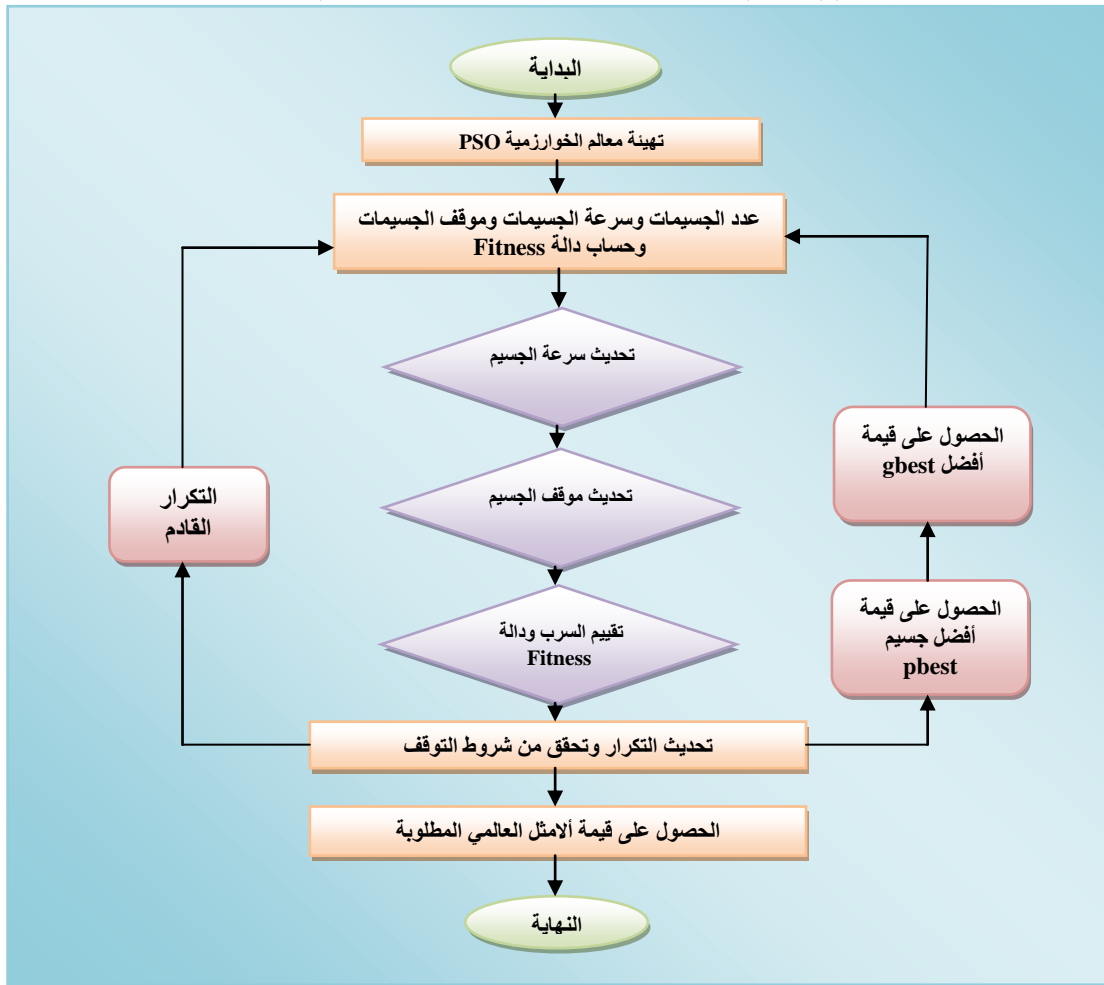 البداية
تهيئة معالم الخوارزمية PSO
عدد الجسيمات وسرعة الجسيمات وموقف الجسيمات
وحساب دالة Fitness
تحديث سرعة الجسيم
الحصول على قيمة
أفضل gbest
التكرار
القادم
تحديث موقف الجسيم
الحصول على قيمة
أفضل جسيم
pbest
تقييم السرب ودالة
Fitness
تحديث التكرار وتحقق من شروط التوقف
الحصول على قيمة ألامثل العالمي المطلوبة
النهاية